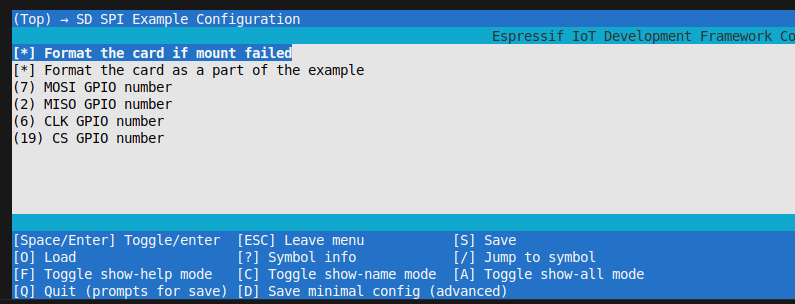 (Top) → SD SPI Example Configuration
Espressif IoT Development Framework Co
[*] Format the card if mount failed
[*] Format the card as a part of the example
(7) MOSI GPIO number
(2) MISO GPIO number
(6) CLK GPIO number
(19) CS GPIO number
[Space/Enter] Toggle/enter  [ESC] Leave menu           [S] Save
[O] Load                    [?] Symbol info            [/] Jump to symbol
[F] Toggle show-help mode   [C] Toggle show-name mode  [A] Toggle show-all mode
[Q] Quit (prompts for save) [D] Save minimal config (advanced)